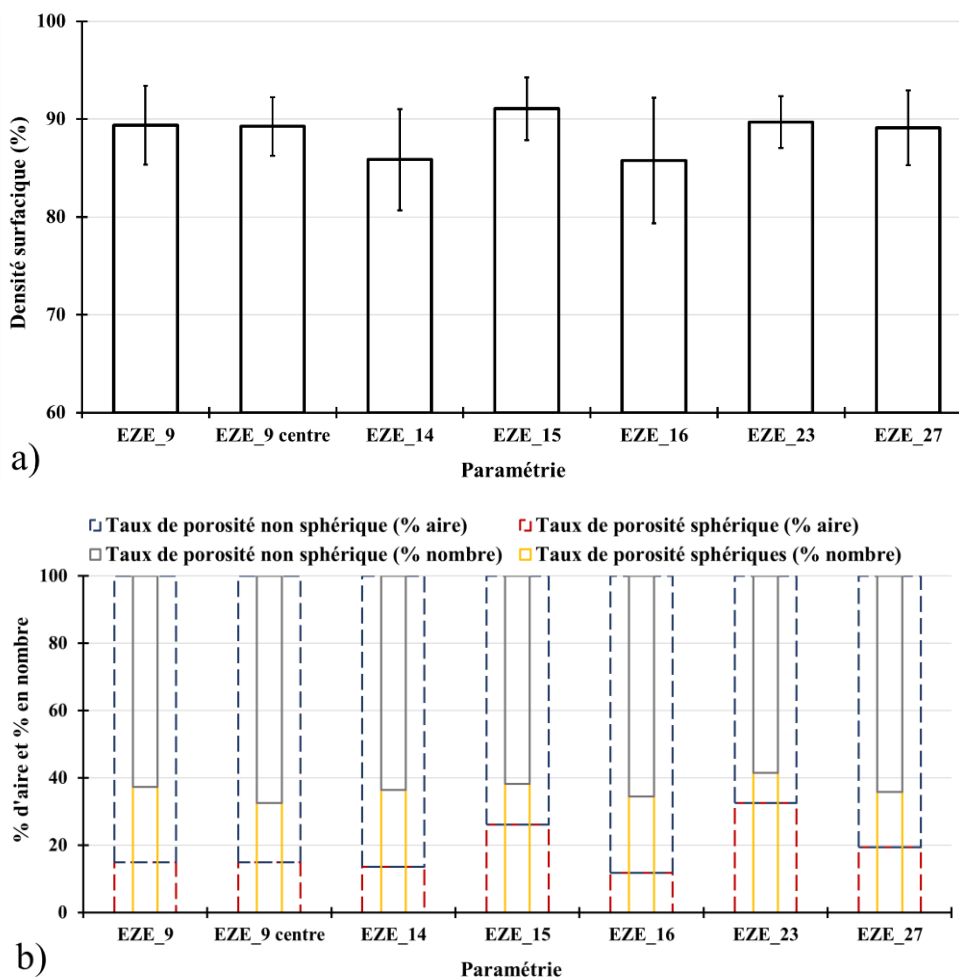 100
90
80
70
60
Densité surfacique (%)
EZE_9 EZE_9 centre EZE_14 EZE_15 EZE_16 EZE_23 EZE_27
Paramétrie
a)
Taux de porosité non sphérique (% aire) Taux de porosité sphérique (% aire)
Taux de porosité non sphérique (% nombre) Taux de porosité sphériques (% nombre)
100
80
60
40
20
0
% d'aire et % en nombre
EZE_9 EZE_9 centre EZE_14 EZE_15 EZE_16 EZE_23 EZE_27
Paramétrie
b)